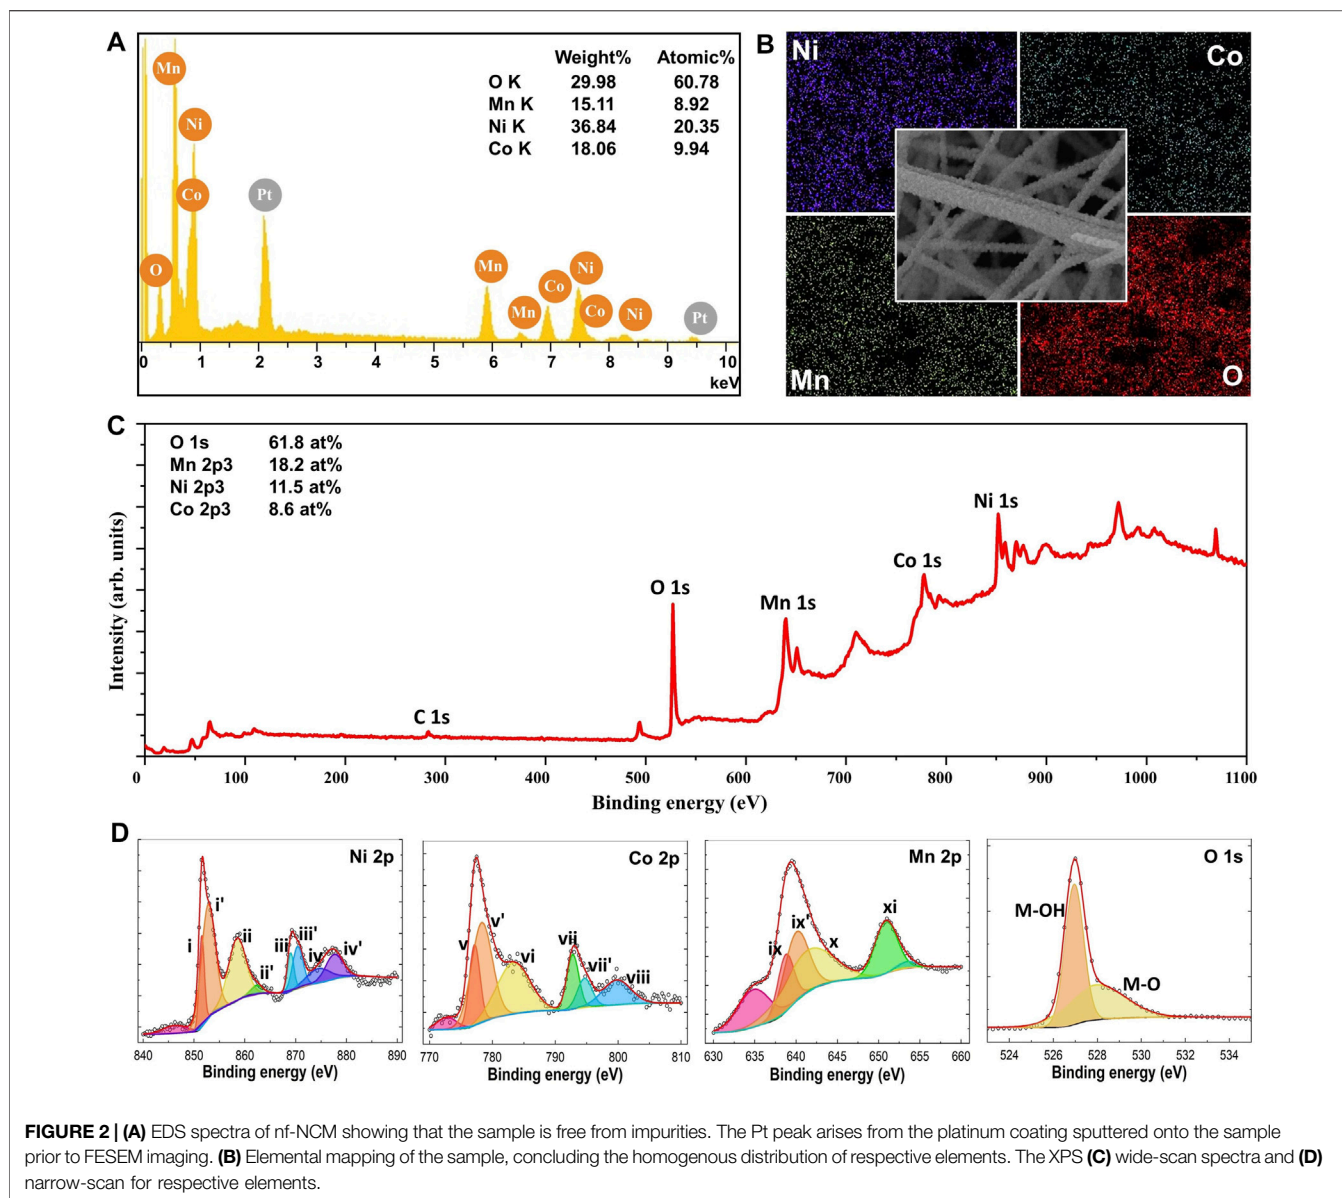 A
Weight% Atomic%
O K 29.98 60.78
Mn K 15.11 8.92
Ni K 36.84 20.35
Co K 18.06 9.94
Mn
Ni
Co
Pt
O
Mn
Mn
Co
Ni
Co
Ni
Pt
0 1 2 3 4 5 6 7 8 9 10
keV
B
Ni
Co
Mn
O
C
O 1s 61.8 at%
Mn 2p3 18.2 at%
Ni 2p3 11.5 at%
Co 2p3 8.6 at%
Intensity (arb. units)
C 1s
O 1s
Mn 1s
Co 1s
Ni 1s
0 100 200 300 400 500 600 700 800 900 1000 1100
Binding energy (eV)
D
Ni 2p
i
i'
ii
ii'
iii
iii'
iv
iv'
840 850 860 870 880 890
Binding energy (eV)
Co 2p
v
v'
vi
vii
vii'
viii
770 780 790 800 810
Binding energy (eV)
Mn 2p
ix
ix'
x
xi
630 635 640 645 650 655 660
Binding energy (eV)
O 1s
M-OH
M-O
524 526 528 530 532 534
Binding energy (eV)
FIGURE 2 | (A) EDS spectra of nf-NCM showing that the sample is free from impurities. The Pt peak arises from the platinum coating sputtered onto the sample
prior to FESEM imaging. (B) Elemental mapping of the sample, concluding the homogenous distribution of respective elements. The XPS (C) wide-scan spectra and (D)
narrow-scan for respective elements.